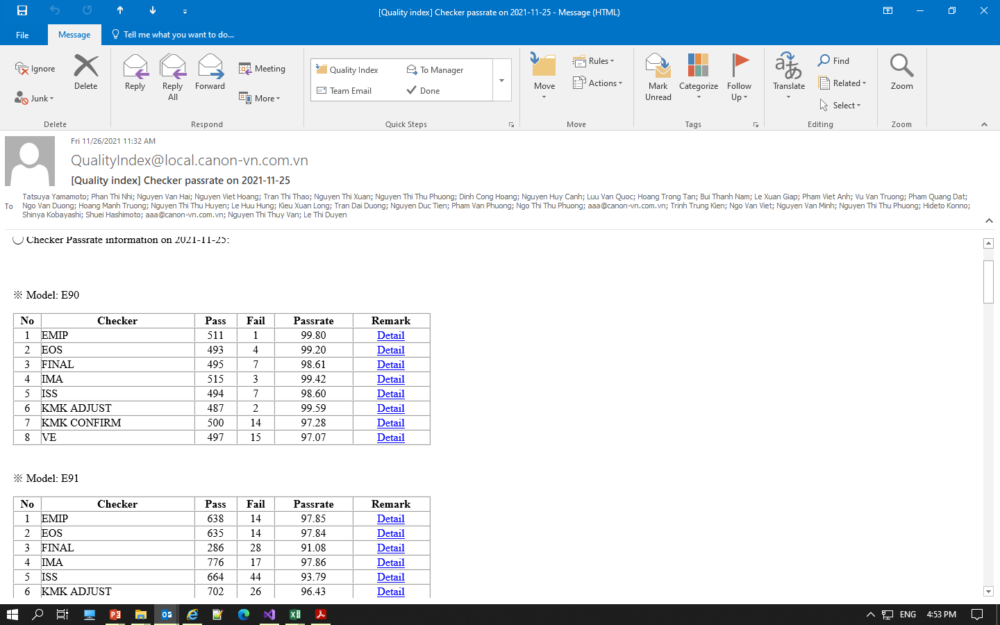 [Quality index] Checker passrate on 2021-11-25 - Message (HTML)
File Message Tell me what you want to do...
Ignore
Junk
Delete
Delete
Reply
Reply All
Forward
Meeting
More
Respond
Quality Index
To Manager
Team Email
Done
Quick Steps
Move
Rules
Actions
Move
Mark Unread
Categorize
Follow Up
Tags
Translate
Find
Related
Select
Editing
Zoom
Zoom
Fri 11/26/2021 11:32 AM
QualityIndex@local.canon-vn.com.vn
[Quality index] Checker passrate on 2021-11-25
To
Tatsuya Yamamoto; Phan Thi Nhi; Nguyen Van Hai; Nguyen Viet Hoang; Tran Thi Thao; Nguyen Thi Xuan; Nguyen Thi Thu Phuong; Dinh Cong Hoang; Nguyen Huy Canh; Luu Van Quoc; Hoang Trong Tan; Bui Thanh Nam; Le Xuan Giap; Pham Viet Anh; Vu Van Truong; Pham Quang Dat;
Ngo Van Duong; Hoang Manh Truong; Nguyen Thi Thu Huyen; Le Huu Hung; Kieu Xuan Long; Tran Dai Duong; Nguyen Duc Tien; Pham Van Phuong; Ngo Thi Thu Phuong; aaa@canon-vn.com.vn; Trinh Trung Kien; Ngo Van Viet; Nguyen Van Minh; Nguyen Thi Thu Phuong; Hideto Konno;
Shinya Kobayashi; Shuei Hashimoto; aaa@canon-vn.com.vn; Nguyen Thi Thuy Van; Le Thi Duyen
◯ Checker Passrate information on 2021-11-25:
※ Model: E90
No Checker Pass Fail Passrate Remark
1 EMIP 511 1 99.80 Detail
2 EOS 493 4 99.20 Detail
3 FINAL 495 7 98.61 Detail
4 IMA 515 3 99.42 Detail
5 ISS 494 7 98.60 Detail
6 KMK ADJUST 487 2 99.59 Detail
7 KMK CONFIRM 500 14 97.28 Detail
8 VE 497 15 97.07 Detail
※ Model: E91
No Checker Pass Fail Passrate Remark
1 EMIP 638 14 97.85 Detail
2 EOS 635 14 97.84 Detail
3 FINAL 286 28 91.08 Detail
4 IMA 776 17 97.86 Detail
5 ISS 664 44 93.79 Detail
6 KMK ADJUST 702 26 96.43 Detail
ENG 4:53 PM